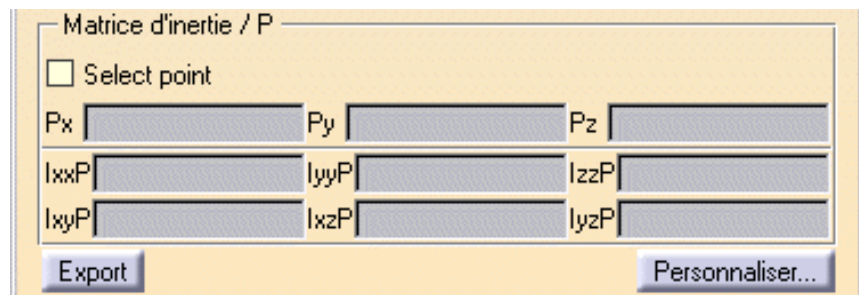 Matrice d'inertie / P
Select point
Px Py Pz
IxxP IyyP IzzP
IxyP IxzP IyzP
Export Personnaliser...